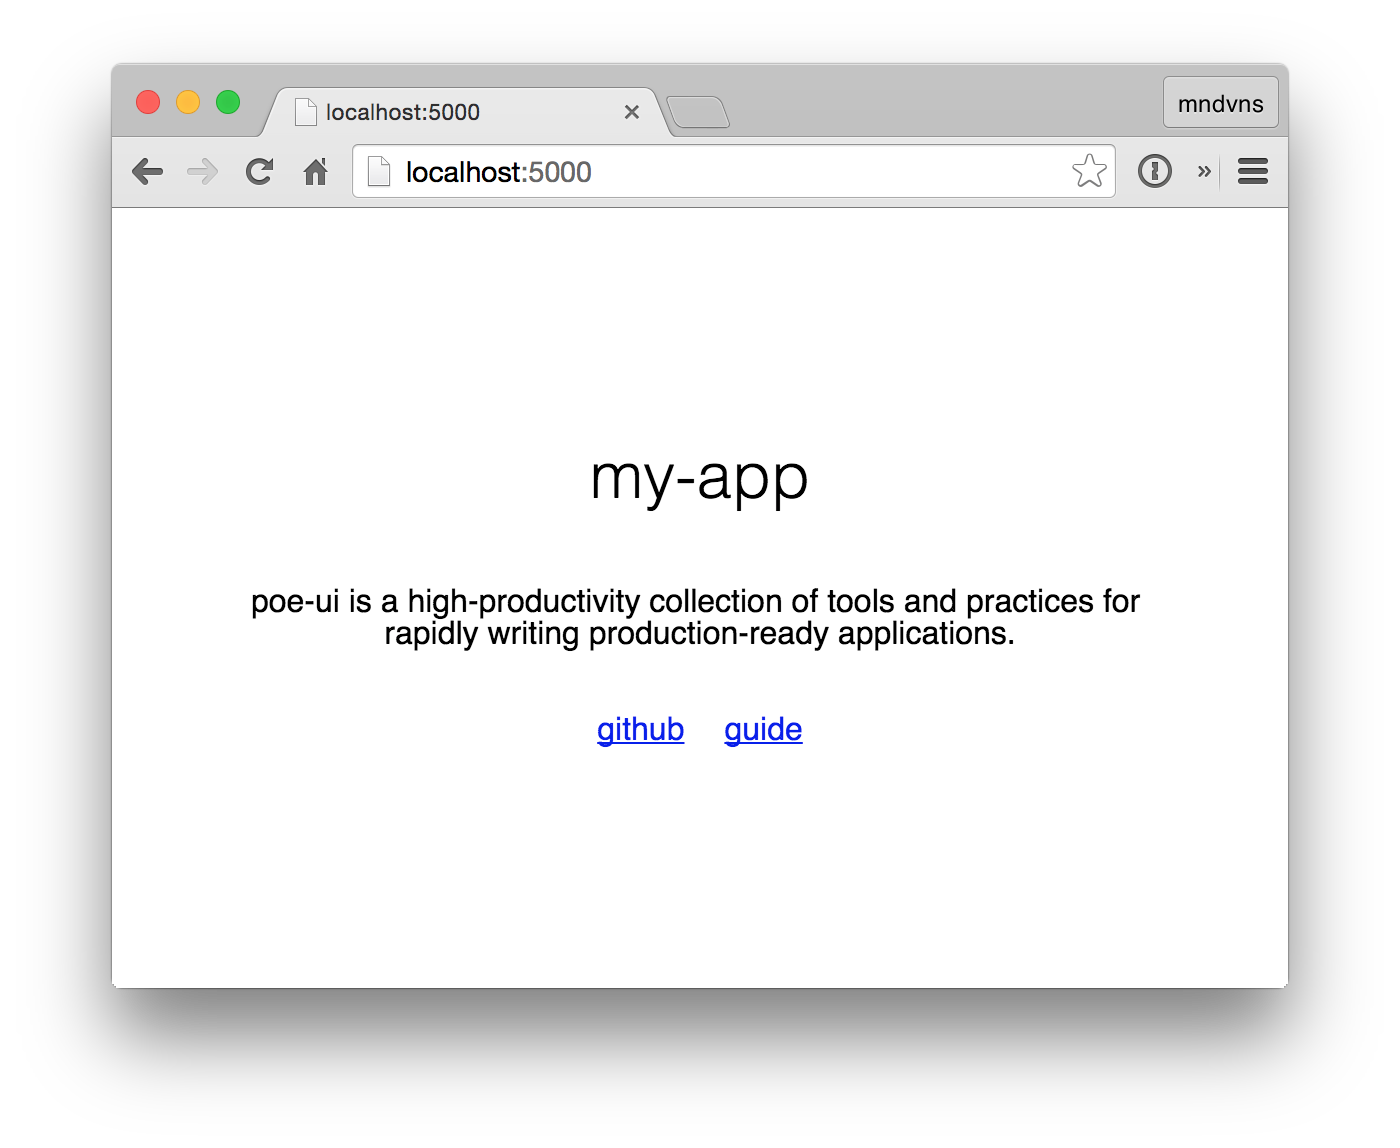 localhost:5000
mndvns
localhost:5000
my-app
poe-ui is a high-productivity collection of tools and practices for
rapidly writing production-ready applications.
github guide